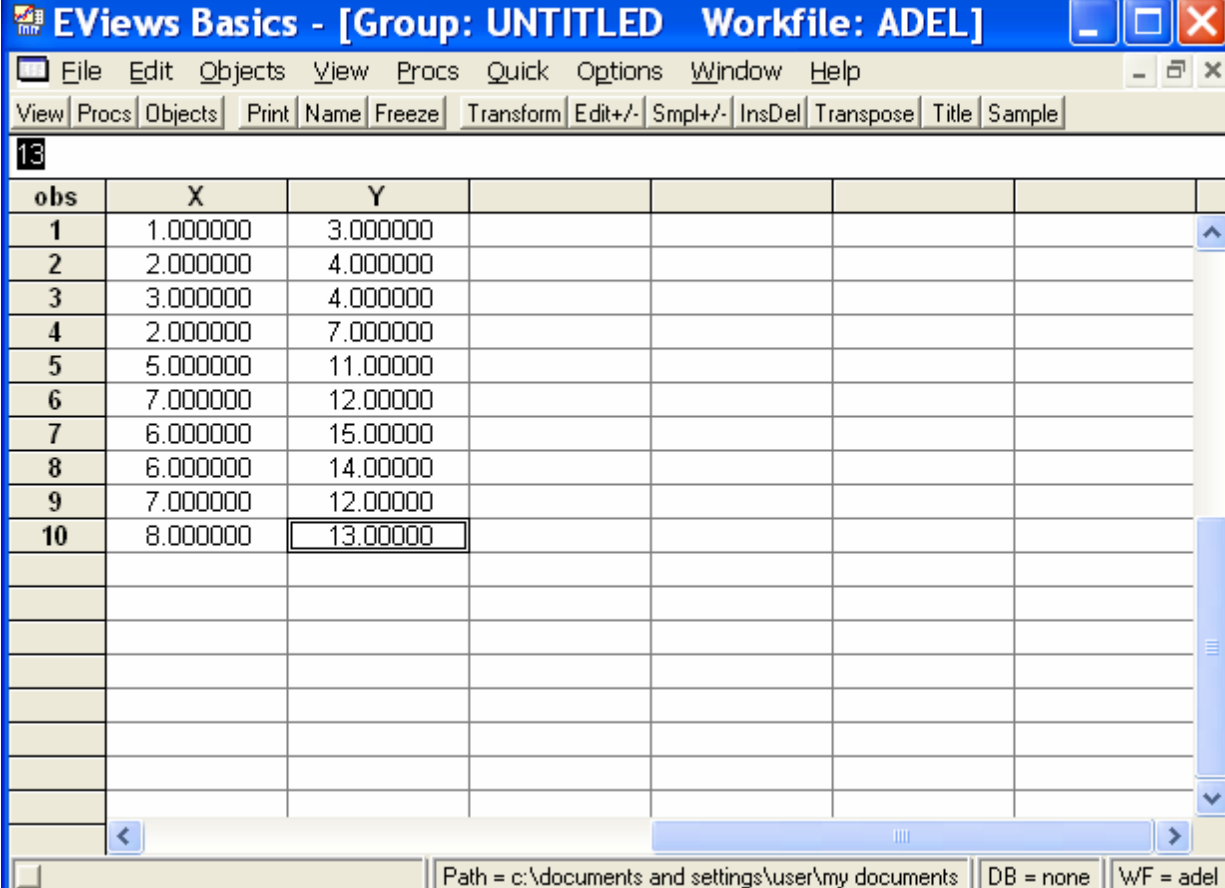 EViews Basics - [Group: UNTITLED Workfile: ADEL]
File Edit Objects View Procs Quick Options Window Help
View Procs Objects Print Name Freeze Transform Edit+/- Smpl+/- InsDel Transpose Title Sample
13
obs X Y
1 1.000000 3.000000
2 2.000000 4.000000
3 3.000000 4.000000
4 2.000000 7.000000
5 5.000000 11.00000
6 7.000000 12.00000
7 6.000000 15.00000
8 6.000000 14.00000
9 7.000000 12.00000
10 8.000000 13.00000
Path = c:\documents and settings\user\my documents DB = none WF = adel